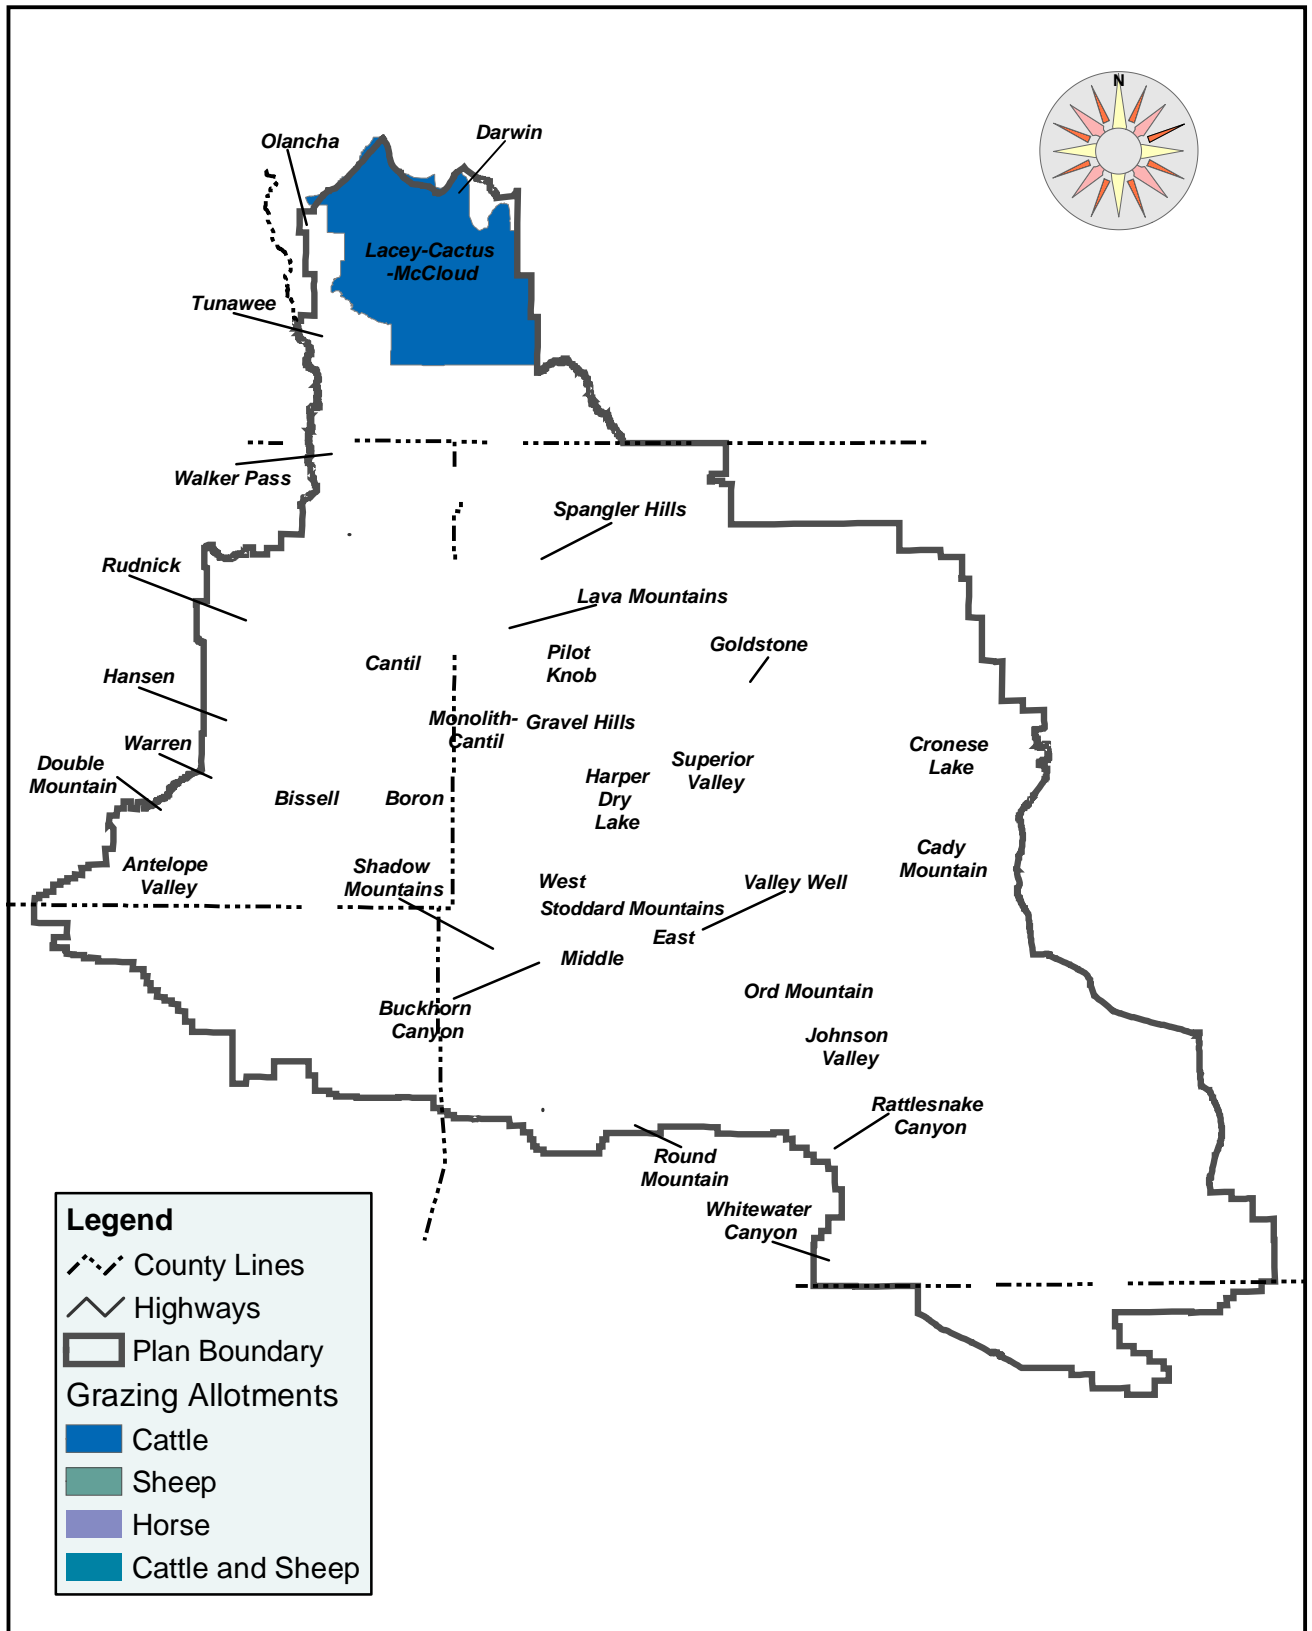 N
Darwin
Olancha
Lacey-Cactus
-McCloud
Tunawee
Walker Pass
Spangler Hills
Rudnick
Lava Mountains
Goldstone
Pilot
Knob
Cantil
Hansen
Monolith-
Cantil
Gravel Hills
Warren
Cronese
Lake
Superior
Valley
Double
Mountain
Harper
Dry
Lake
Bissell
Boron
Cady
Mountain
Antelope
Valley
Shadow
Mountains
West
Valley Well
Stoddard Mountains
East
Middle
Ord Mountain
Buckhorn
Canyon
Johnson
Valley
Rattlesnake
Canyon
Round
Mountain
Whitewater
Canyon
Legend
County Lines
Highways
Plan Boundary
Grazing Allotments
Cattle
Sheep
Horse
Cattle and Sheep